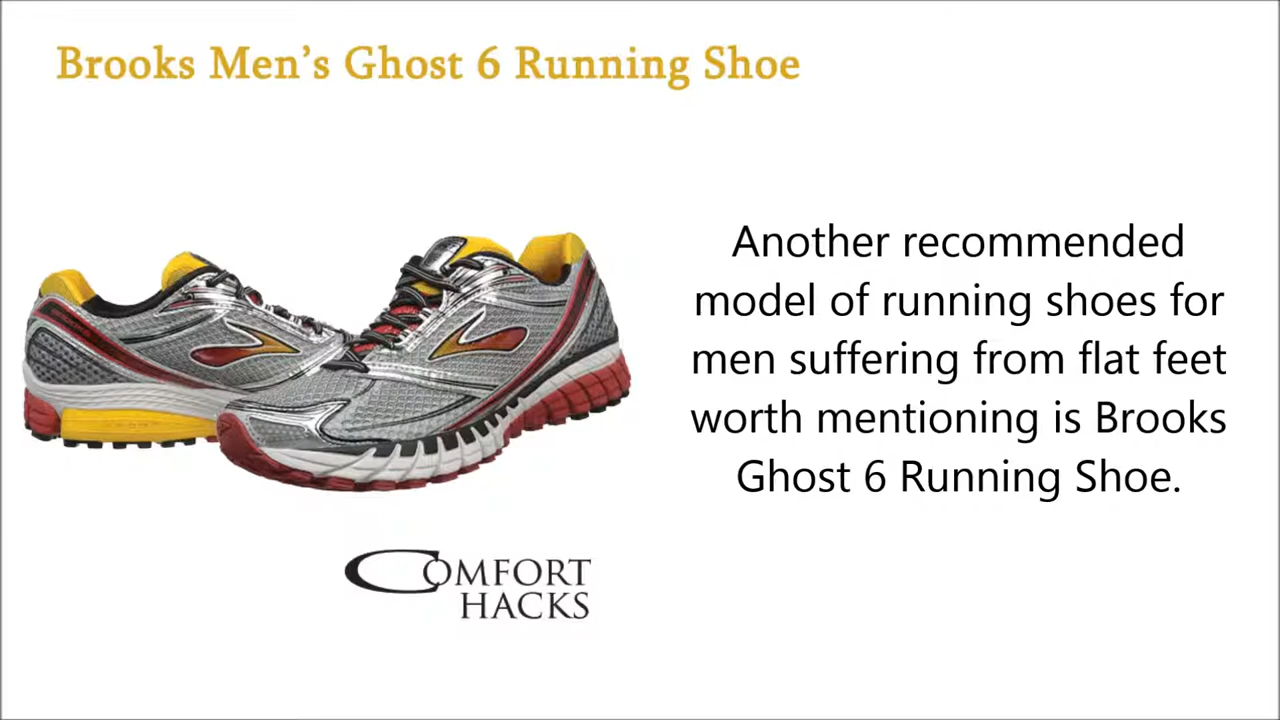 Brooks Men's Ghost 6 Running Shoe
Another recommended
model of running shoes for
men suffering from flat feet
worth mentioning is Brooks
Ghost 6 Running Shoe.
COMFORT
HACKS